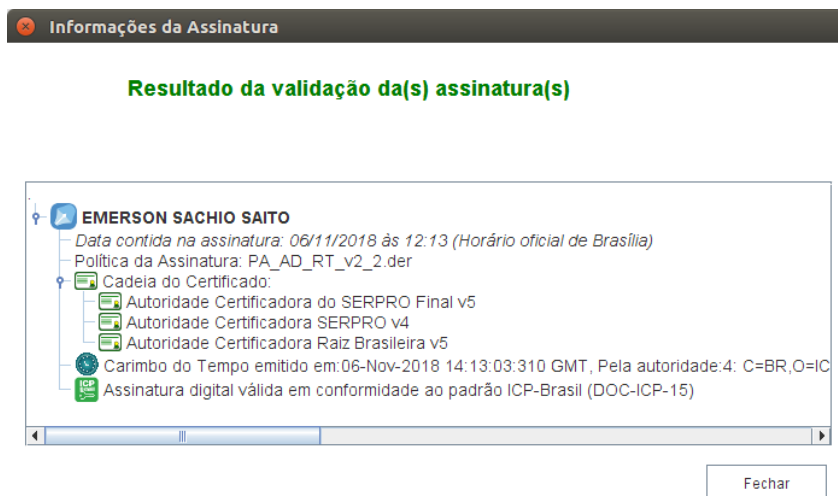 Informações da Assinatura
Resultado da validação da(s) assinatura(s)
EMERSON SACHIO SAITO
Data contida na assinatura: 06/11/2018 às 12:13 (Horário oficial de Brasília)
Política da Assinatura: PA_AD_RT_v2_2.der
Cadeia do Certificado:
Autoridade Certificadora do SERPRO Final v5
Autoridade Certificadora SERPRO v4
Autoridade Certificadora Raiz Brasileira v5
Carimbo do Tempo emitido em:06-Nov-2018 14:13:03:310 GMT, Pela autoridade:4: C=BR,O=IC
ICP
Assinatura digital válida em conformidade ao padrão ICP-Brasil (DOC-ICP-15)
Fechar